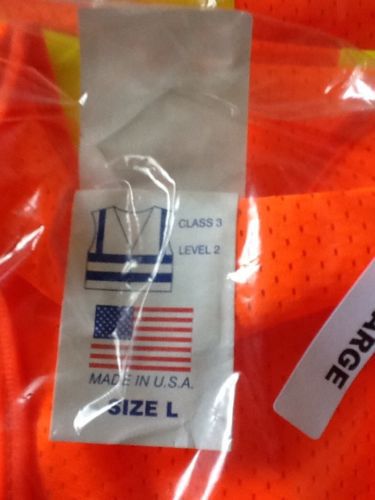 CLASS 3
LEVEL 2
MADE IN U.S.A.
SIZE L
ARGE